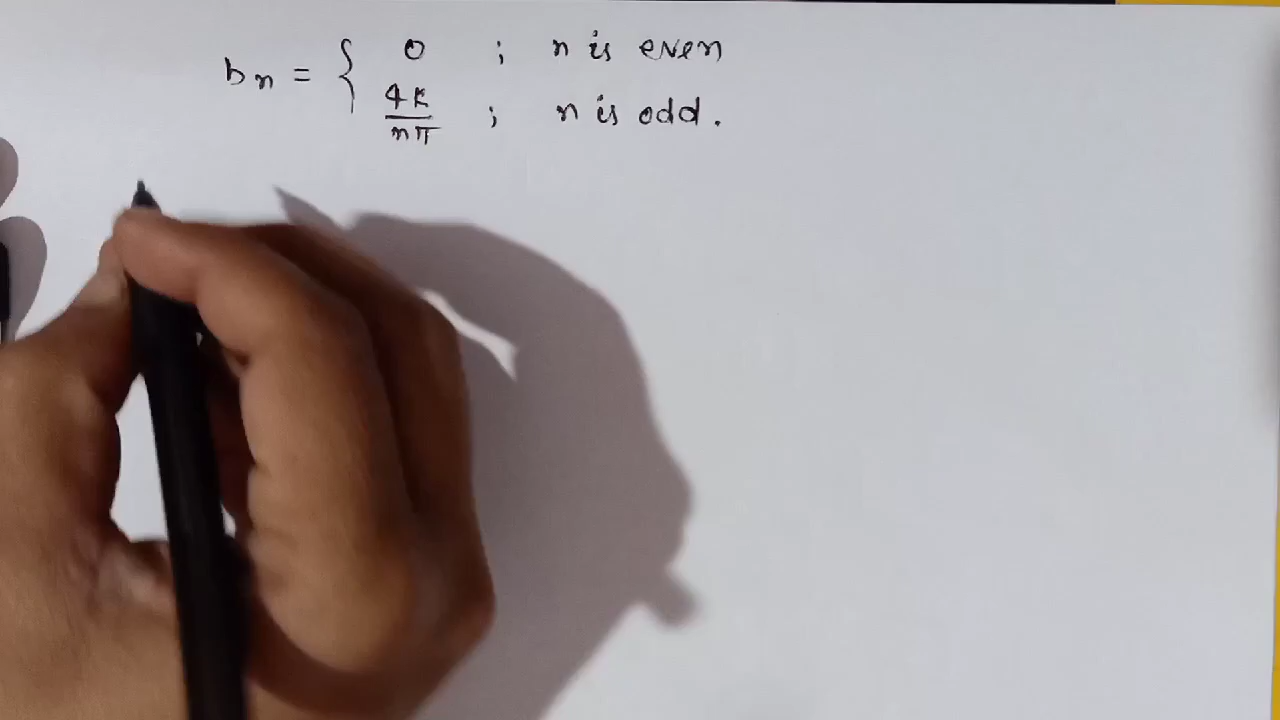 bn = { 0 ; n is even
4k/nπ ; n is odd.